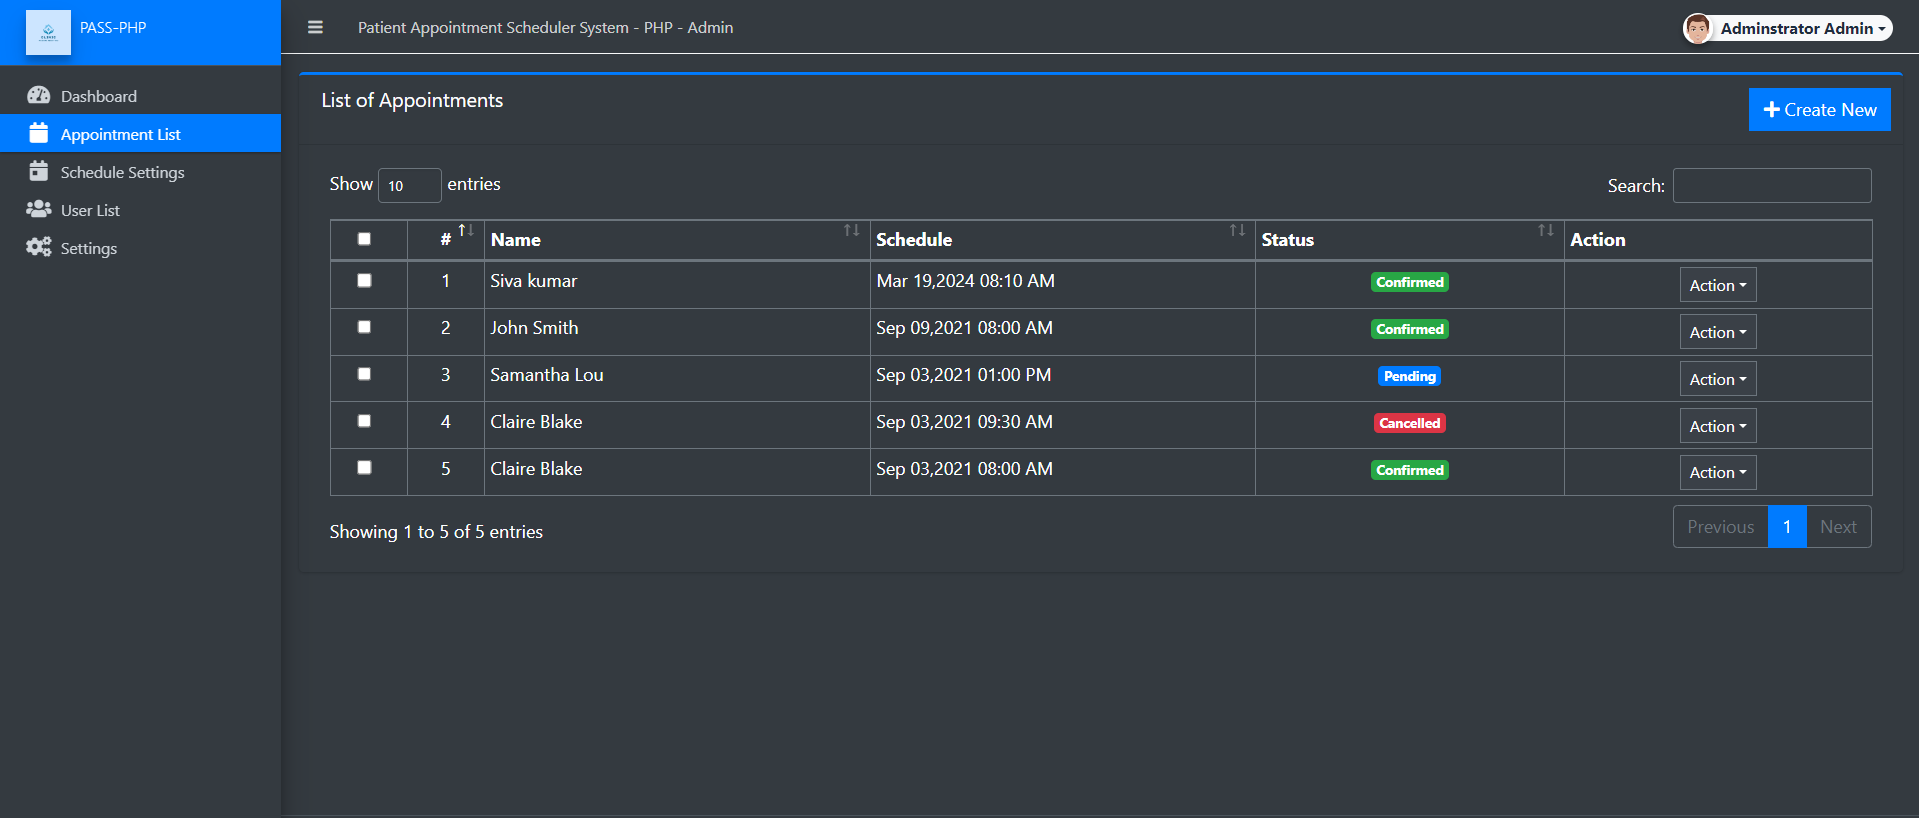 PASS-PHP
Patient Appointment Scheduler System - PHP - Admin
Adminstrator Admin
Dashboard
Appointment List
Schedule Settings
User List
Settings
List of Appointments
Create New
Show 10 entries
Search:
# Name Schedule Status Action
1 Siva kumar Mar 19,2024 08:10 AM Confirmed Action
2 John Smith Sep 09,2021 08:00 AM Confirmed Action
3 Samantha Lou Sep 03,2021 01:00 PM Pending Action
4 Claire Blake Sep 03,2021 09:30 AM Cancelled Action
5 Claire Blake Sep 03,2021 08:00 AM Confirmed Action
Showing 1 to 5 of 5 entries
Previous 1 Next